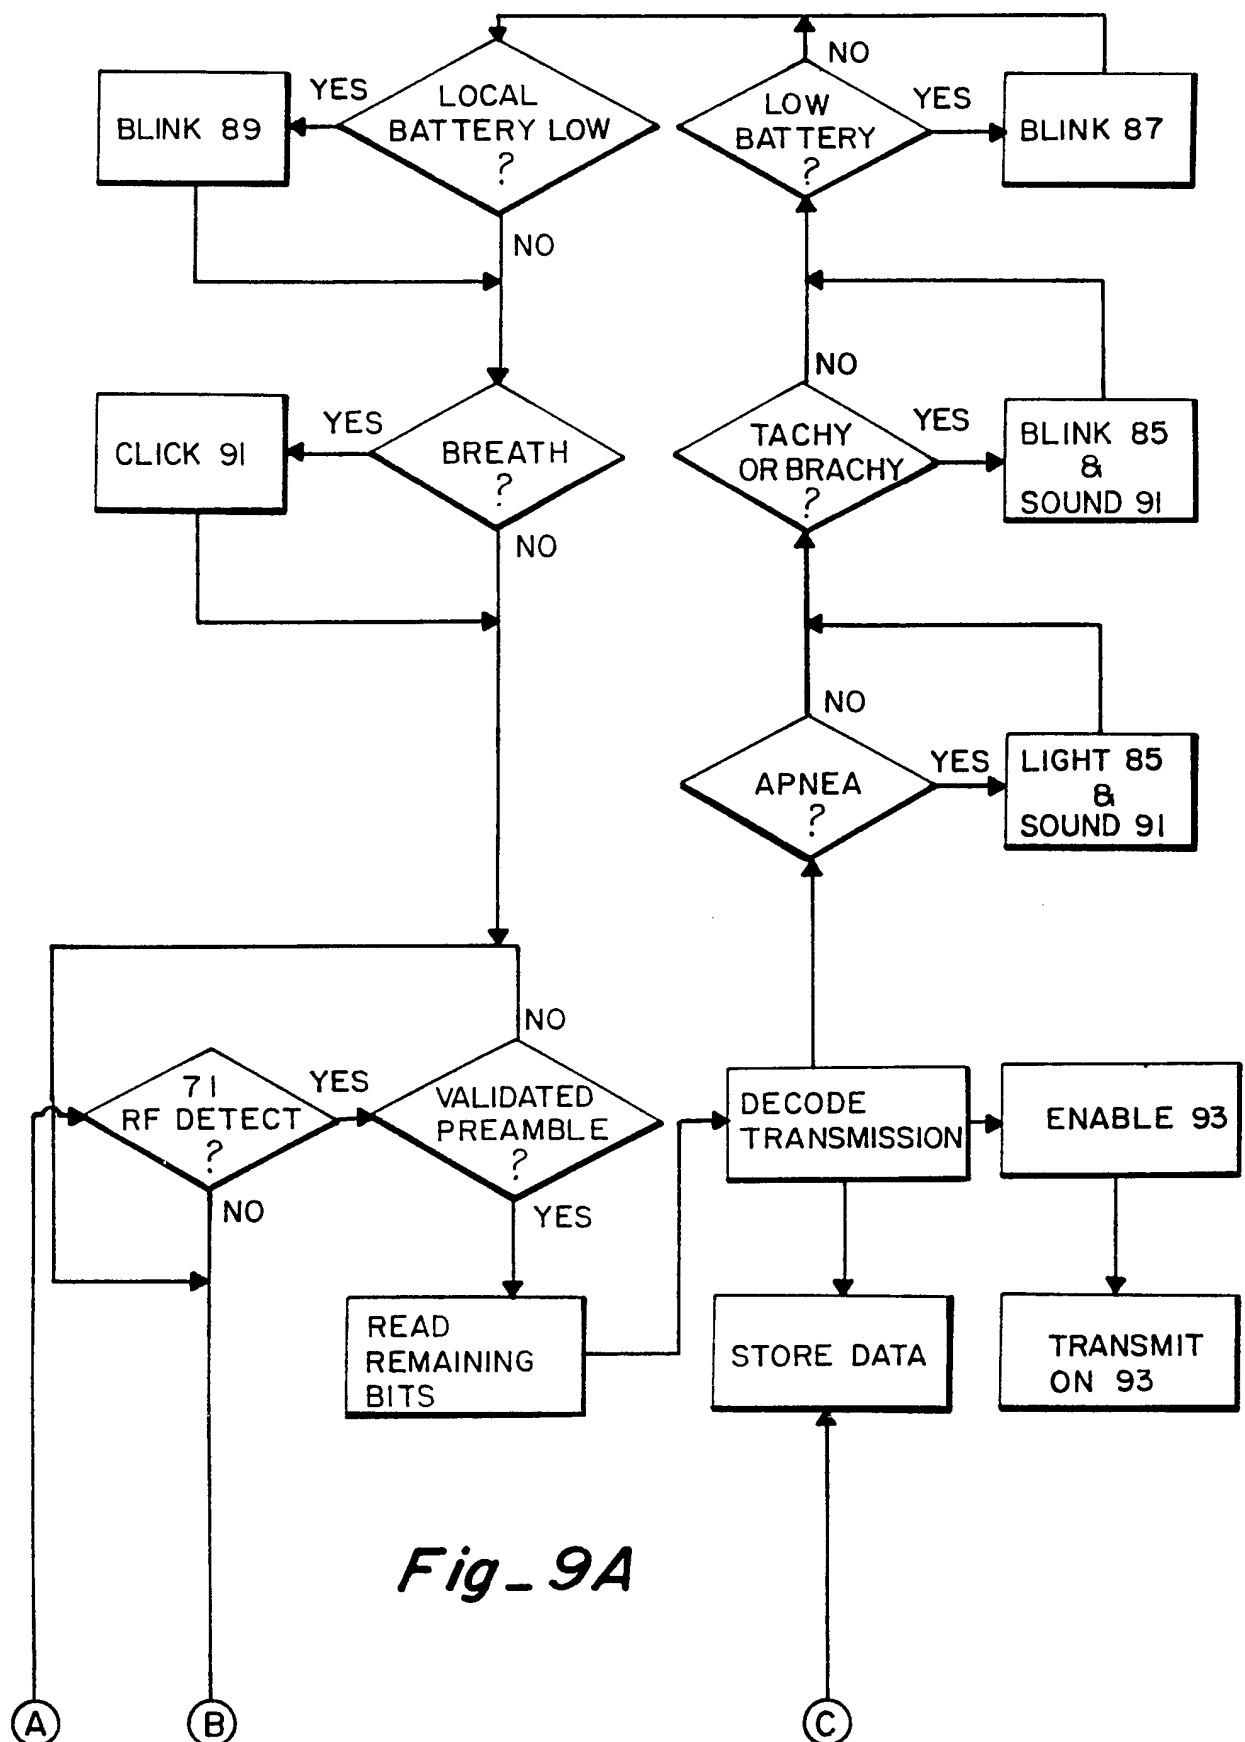 NO
YES
LOCAL
BATTERY LOW
?
BLINK 89
NO
LOW
BATTERY
?
YES
BLINK 87
NO
YES
BREATH
?
CLICK 91
NO
TACHY
OR BRACHY
?
YES
BLINK 85
&
SOUND 91
NO
APNEA
?
YES
LIGHT 85
&
SOUND 91
NO
71
RF DETECT
?
YES
NO
VALIDATED
PREAMBLE
?
YES
DECODE
TRANSMISSION
ENABLE 93
READ
REMAINING
BITS
STORE DATA
TRANSMIT
ON 93
Fig_9A
A
B
C